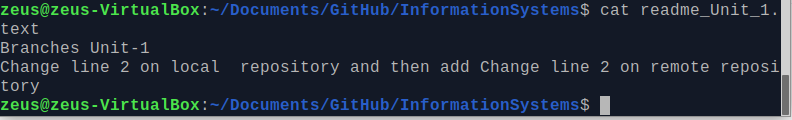 zeus@zeus-VirtualBox:~/Documents/GitHub/InformationSystems$ cat readme_Unit_1.
text
Branches Unit-1
Change line 2 on local  repository and then add Change line 2 on remote reposi
tory
zeus@zeus-VirtualBox:~/Documents/GitHub/InformationSystems$